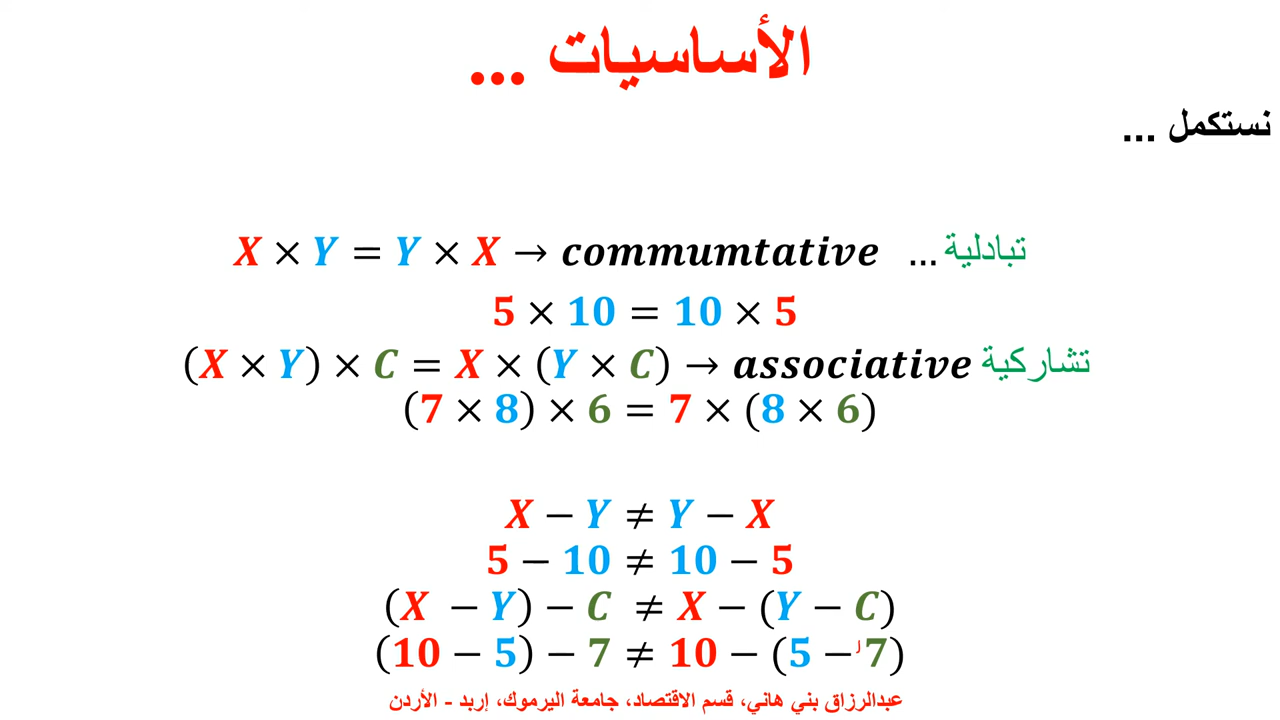 الأساسيات ...
نستكمل ...
X × Y = Y × X → commumtative ... تبادلية
5 × 10 = 10 × 5
(X × Y) × C = X × (Y × C) → associative تشاركية
(7 × 8) × 6 = 7 × (8 × 6)
X − Y ≠ Y − X
5 − 10 ≠ 10 − 5
(X − Y) − C ≠ X − (Y − C)
(10 − 5) − 7 ≠ 10 − (5 − 7)
عبدالرزاق بني هاني، قسم الاقتصاد، جامعة اليرموك، إربد - الأردن